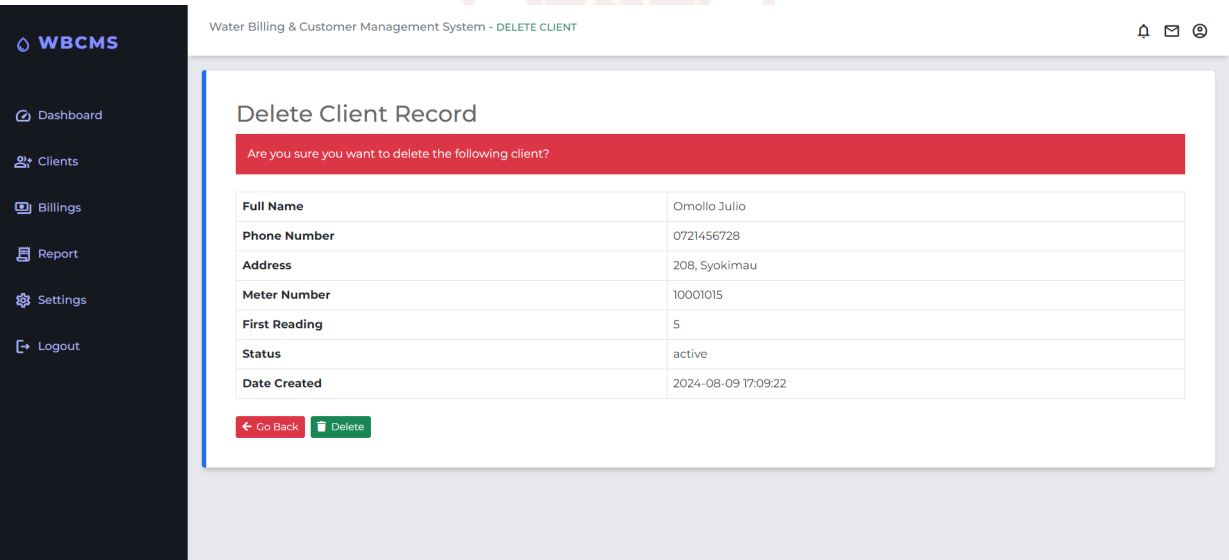 WBCMS
Dashboard
Clients
Billings
Report
Settings
Logout
Water Billing & Customer Management System - DELETE CLIENT
Delete Client Record
Are you sure you want to delete the following client?
Full Name Omollo Julio
Phone Number 0721456728
Address 208, Syokimau
Meter Number 10001015
First Reading 5
Status active
Date Created 2024-08-09 17:09:22
Go Back Delete